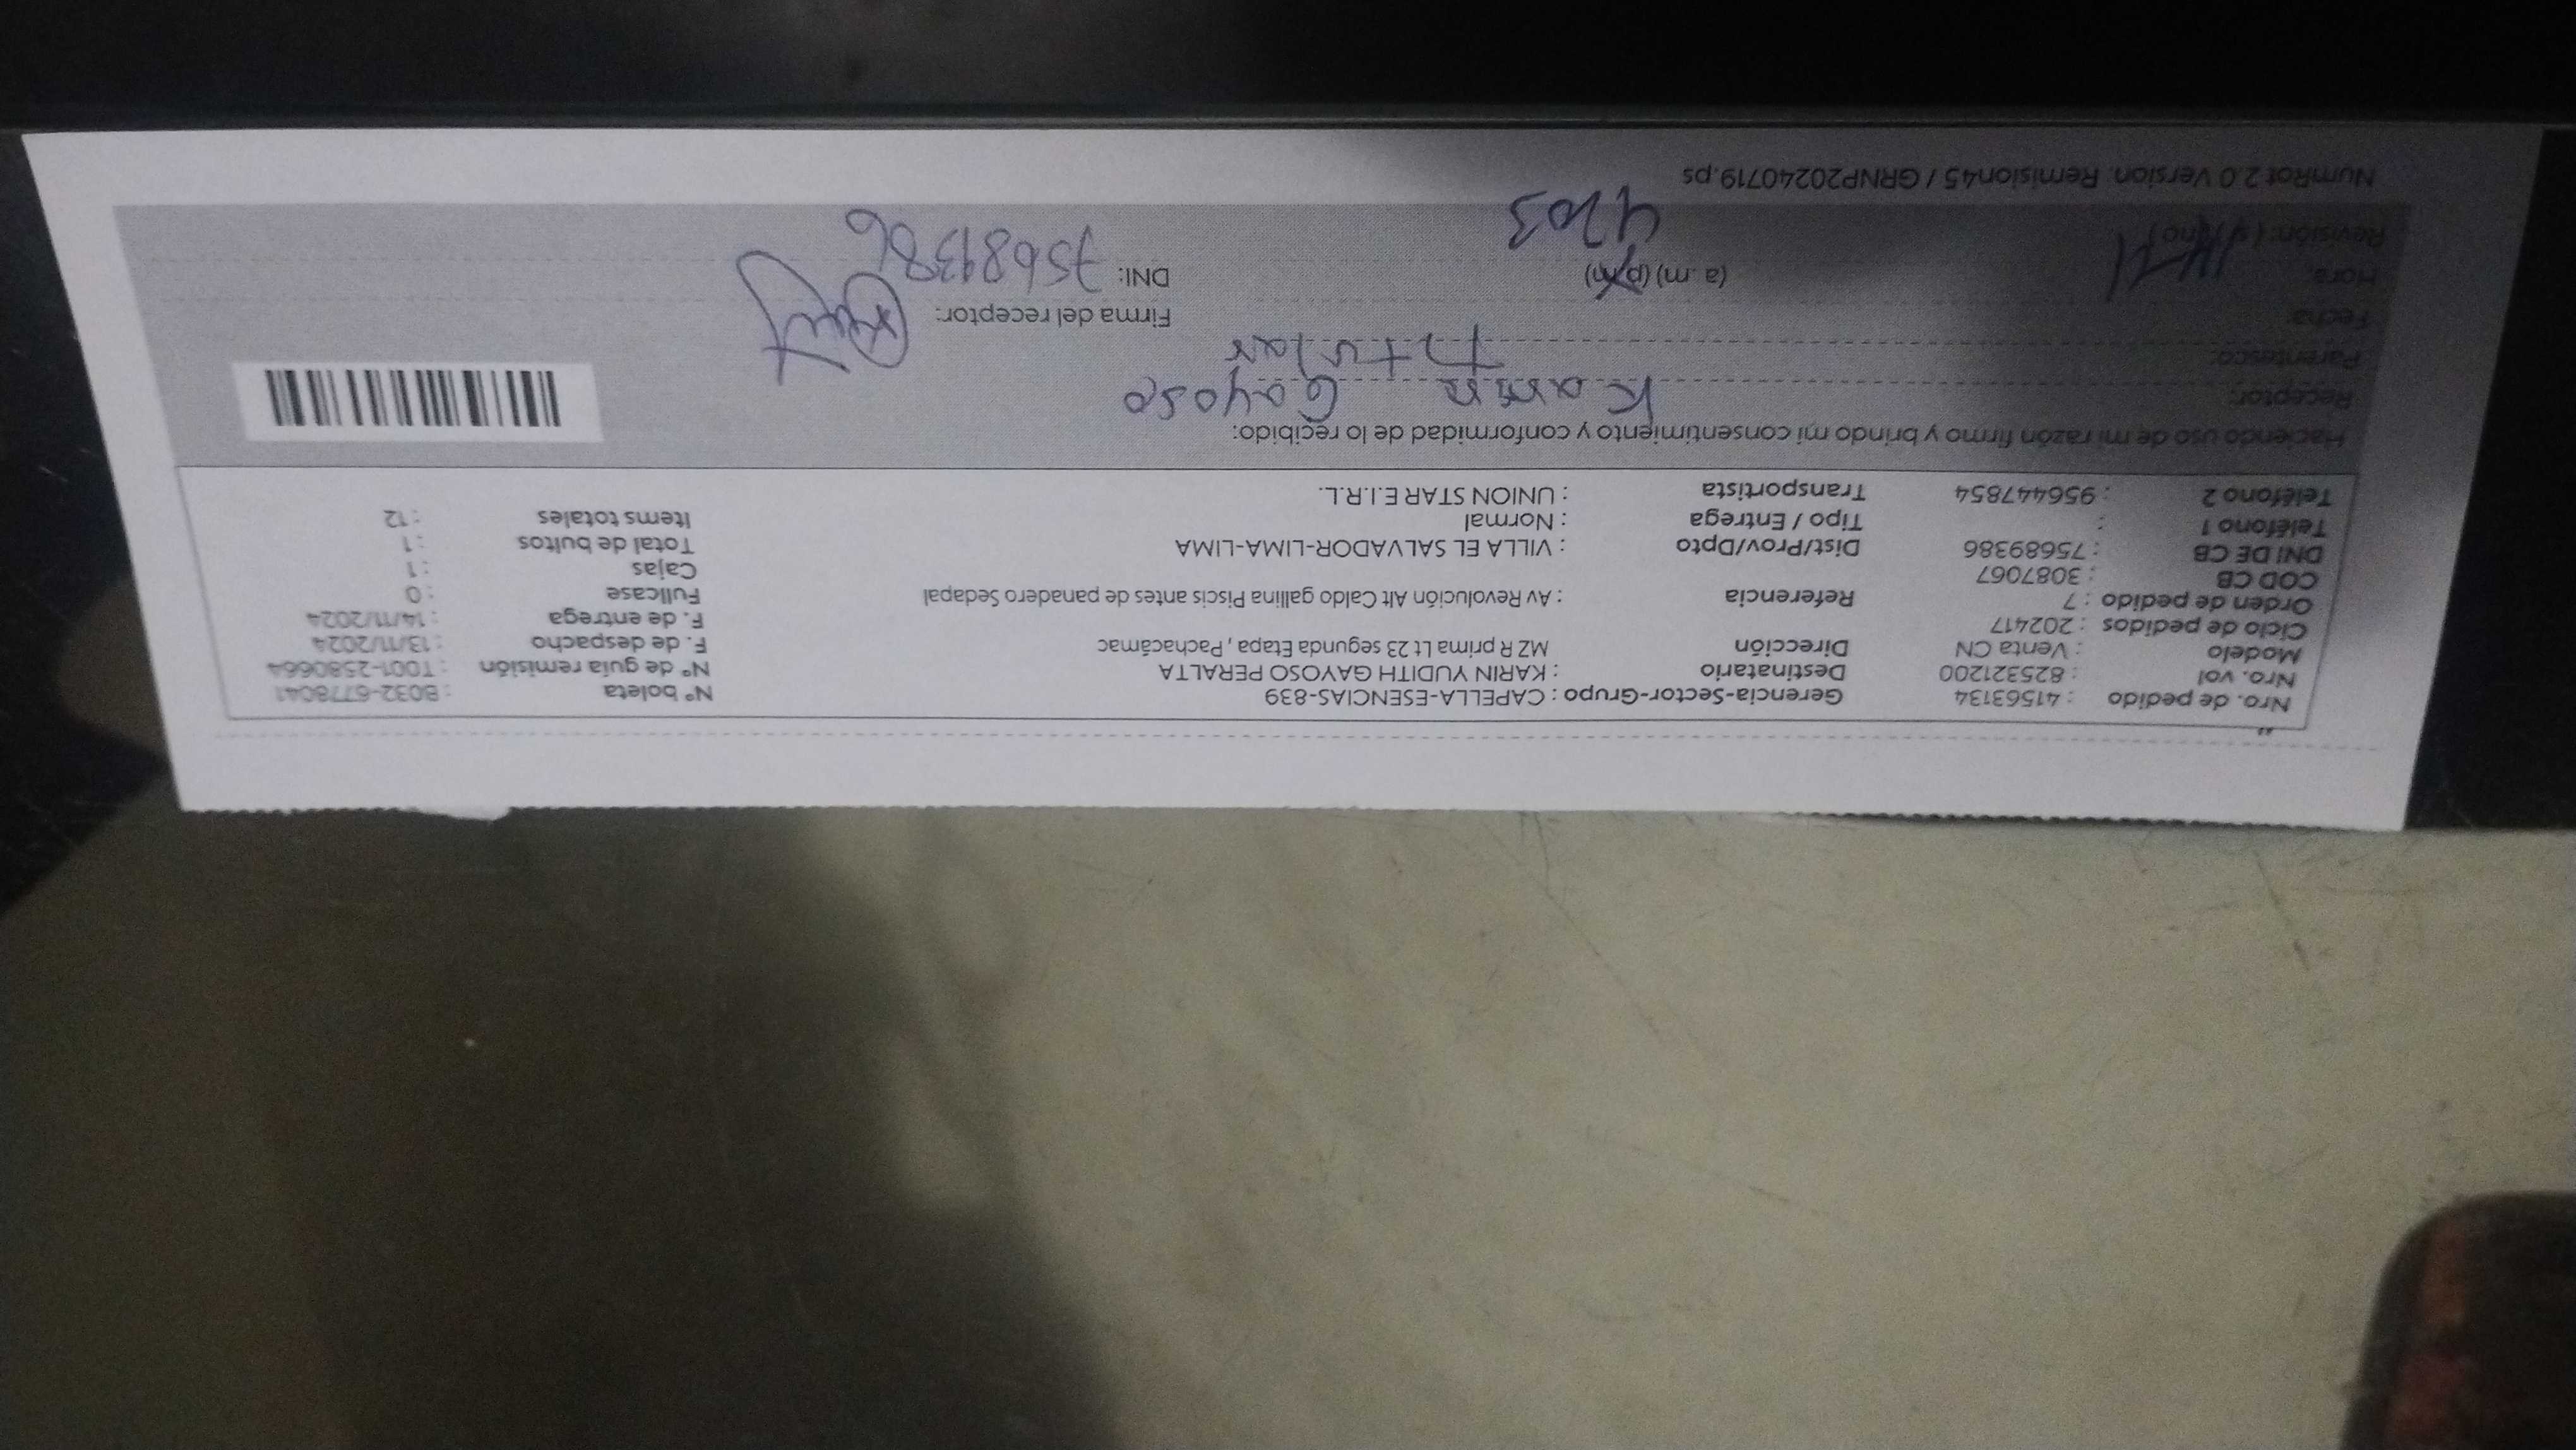 Nro. de pedido : 41563134 Gerencia-Sector-Grupo : CAPELLA-ESENCIAS-839 N° boleta : B032-6778041
Nro. vol : 825321200 Destinatario : KARIN YUDITH GAYOSO PERALTA N° de guía remisión : T001-2580664
Modelo : Venta CN Dirección MZ R prima Lt 23 segunda Etapa , Pachacámac F. de despacho : 13/11/2024
Ciclo de pedidos : 202417 F. de entrega : 14/11/2024
Orden de pedido : 7 Referencia : Av Revolución Alt Caldo gallina Piscis antes de panadero Sedapal Fullcase : 0
COD CB : 3087067 Cajas : 1
DNI DE CB : 75689386 Dist/Prov/Dpto : VILLA EL SALVADOR-LIMA-LIMA Total de bultos : 1
Teléfono 1 : Tipo / Entrega : Normal Items totales : 12
Teléfono 2 : 956447854 Transportista : UNION STAR E.I.R.L.
Haciendo uso de mi razón firmo y brindo mi consentimiento y conformidad de lo recibido:
Receptor: Karin Gayoso
Parentesco: titular
Fecha: Firma del receptor:
Hora: (a .m) (p/m) DNI: 75689386
Revisión: ( si ) (no) 4203
NumRot 2.0 Version. Remision45 / GRNP20240719.ps